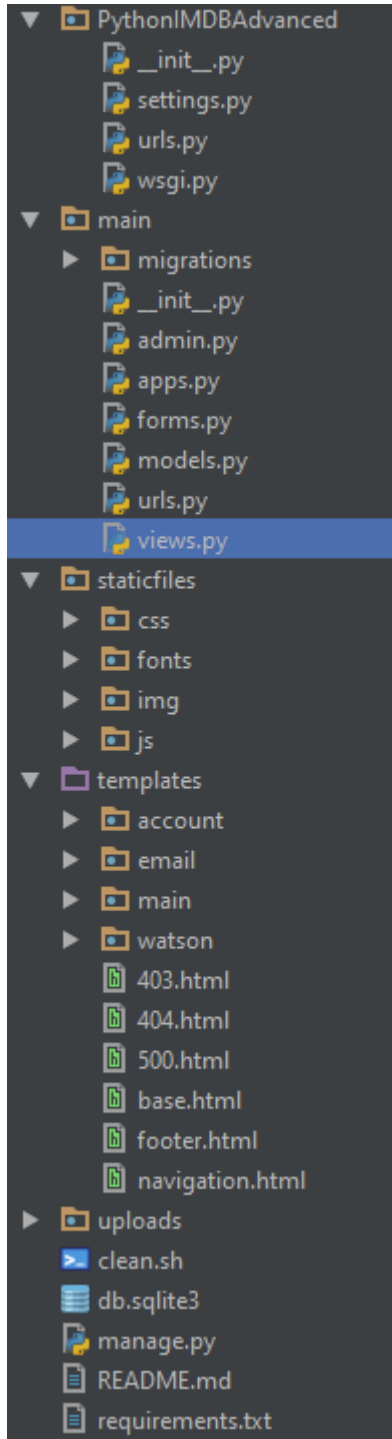 PythonIMDBAdvanced
__init__.py
settings.py
urls.py
wsgi.py
main
migrations
__init__.py
admin.py
apps.py
forms.py
models.py
urls.py
views.py
staticfiles
css
fonts
img
js
templates
account
email
main
watson
403.html
404.html
500.html
base.html
footer.html
navigation.html
uploads
clean.sh
db.sqlite3
manage.py
README.md
requirements.txt